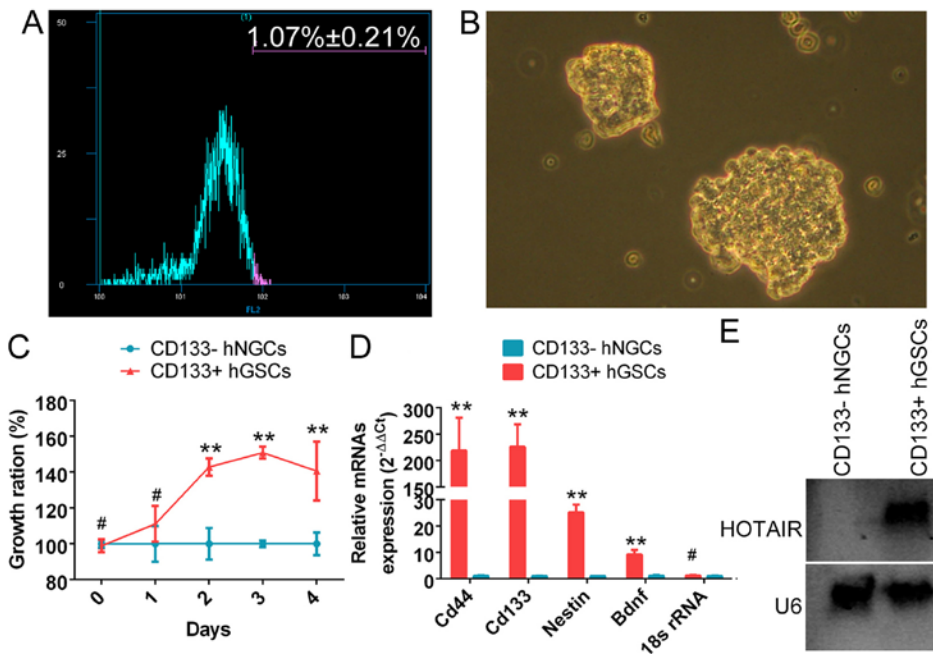 A
(1)
1.07%±0.21%
50
25
0
100
101
102
103
104
FL2
B
C
CD133- hNGCs
CD133+ hGSCs
Growth ration (%)
180
160
140
120
100
80
#
#
**
**
**
0
1
2
3
4
Days
D
CD133- hNGCs
CD133+ hGSCs
Relative mRNAs
expression (2-ΔΔCt)
300
250
200
150
100
30
20
10
0
**
**
**
**
#
Cd44
Cd133
Nestin
Bdnf
18s rRNA
E
CD133- hNGCs
CD133+ hGSCs
HOTAIR
U6